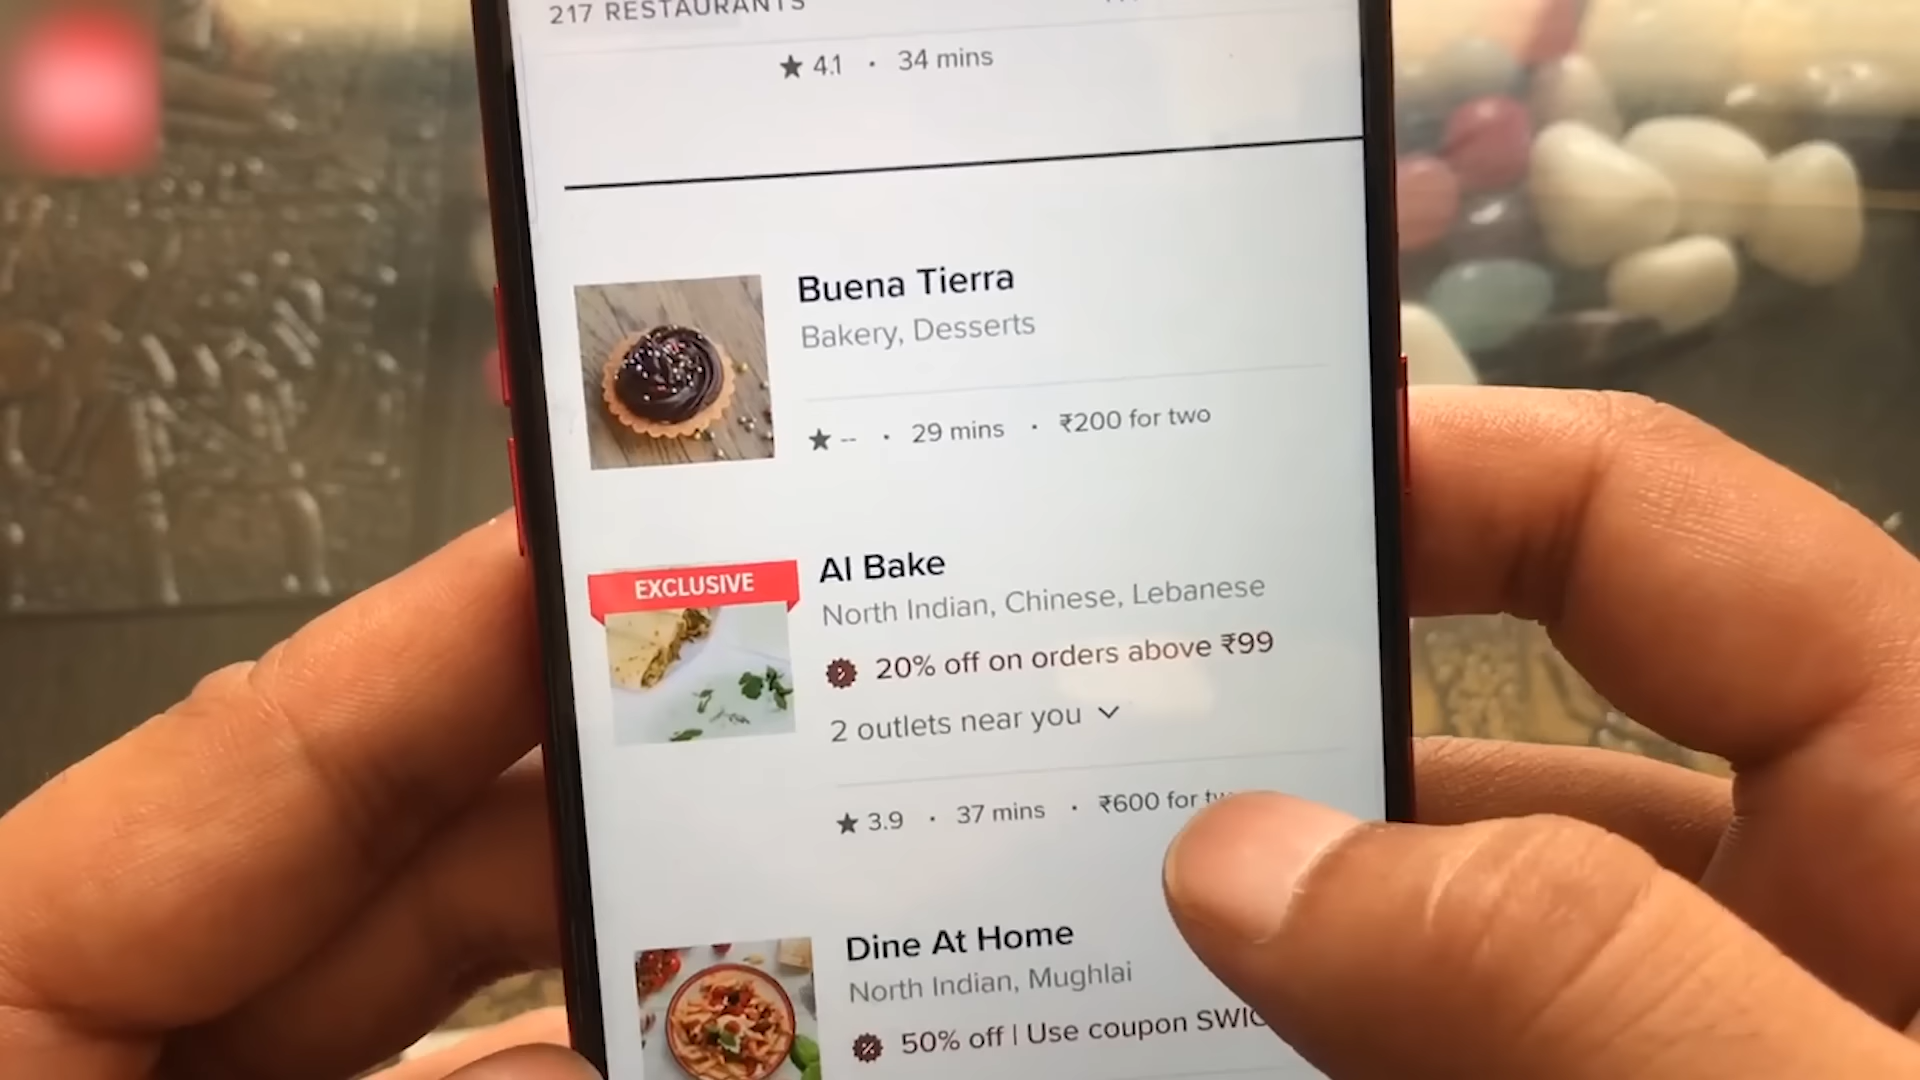 217 RESTAURANTS
★ 4.1 · 34 mins
Buena Tierra
Bakery, Desserts
★ -- · 29 mins · ₹200 for two
EXCLUSIVE
Al Bake
North Indian, Chinese, Lebanese
20% off on orders above ₹99
2 outlets near you
★ 3.9 · 37 mins · ₹600 for
Dine At Home
North Indian, Mughlai
50% off | Use coupon